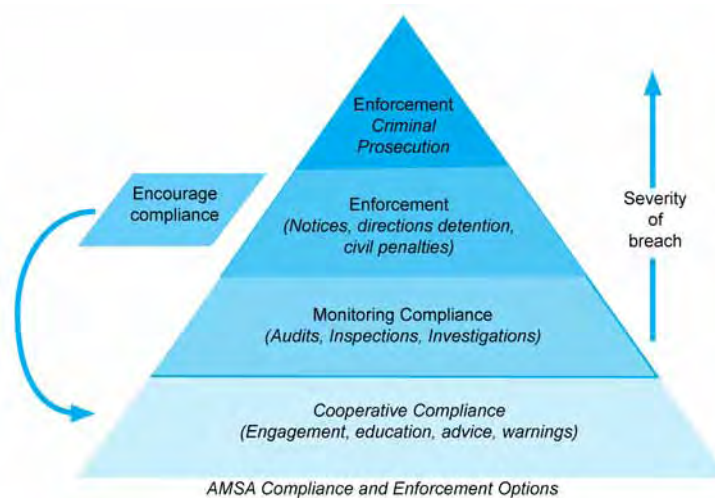 Enforcement
Criminal
Prosecution
Encourage
compliance
Enforcement
(Notices, directions detention,
civil penalties)
Severity
of
breach
Monitoring Compliance
(Audits, Inspections, Investigations)
Cooperative Compliance
(Engagement, education, advice, warnings)
AMSA Compliance and Enforcement Options